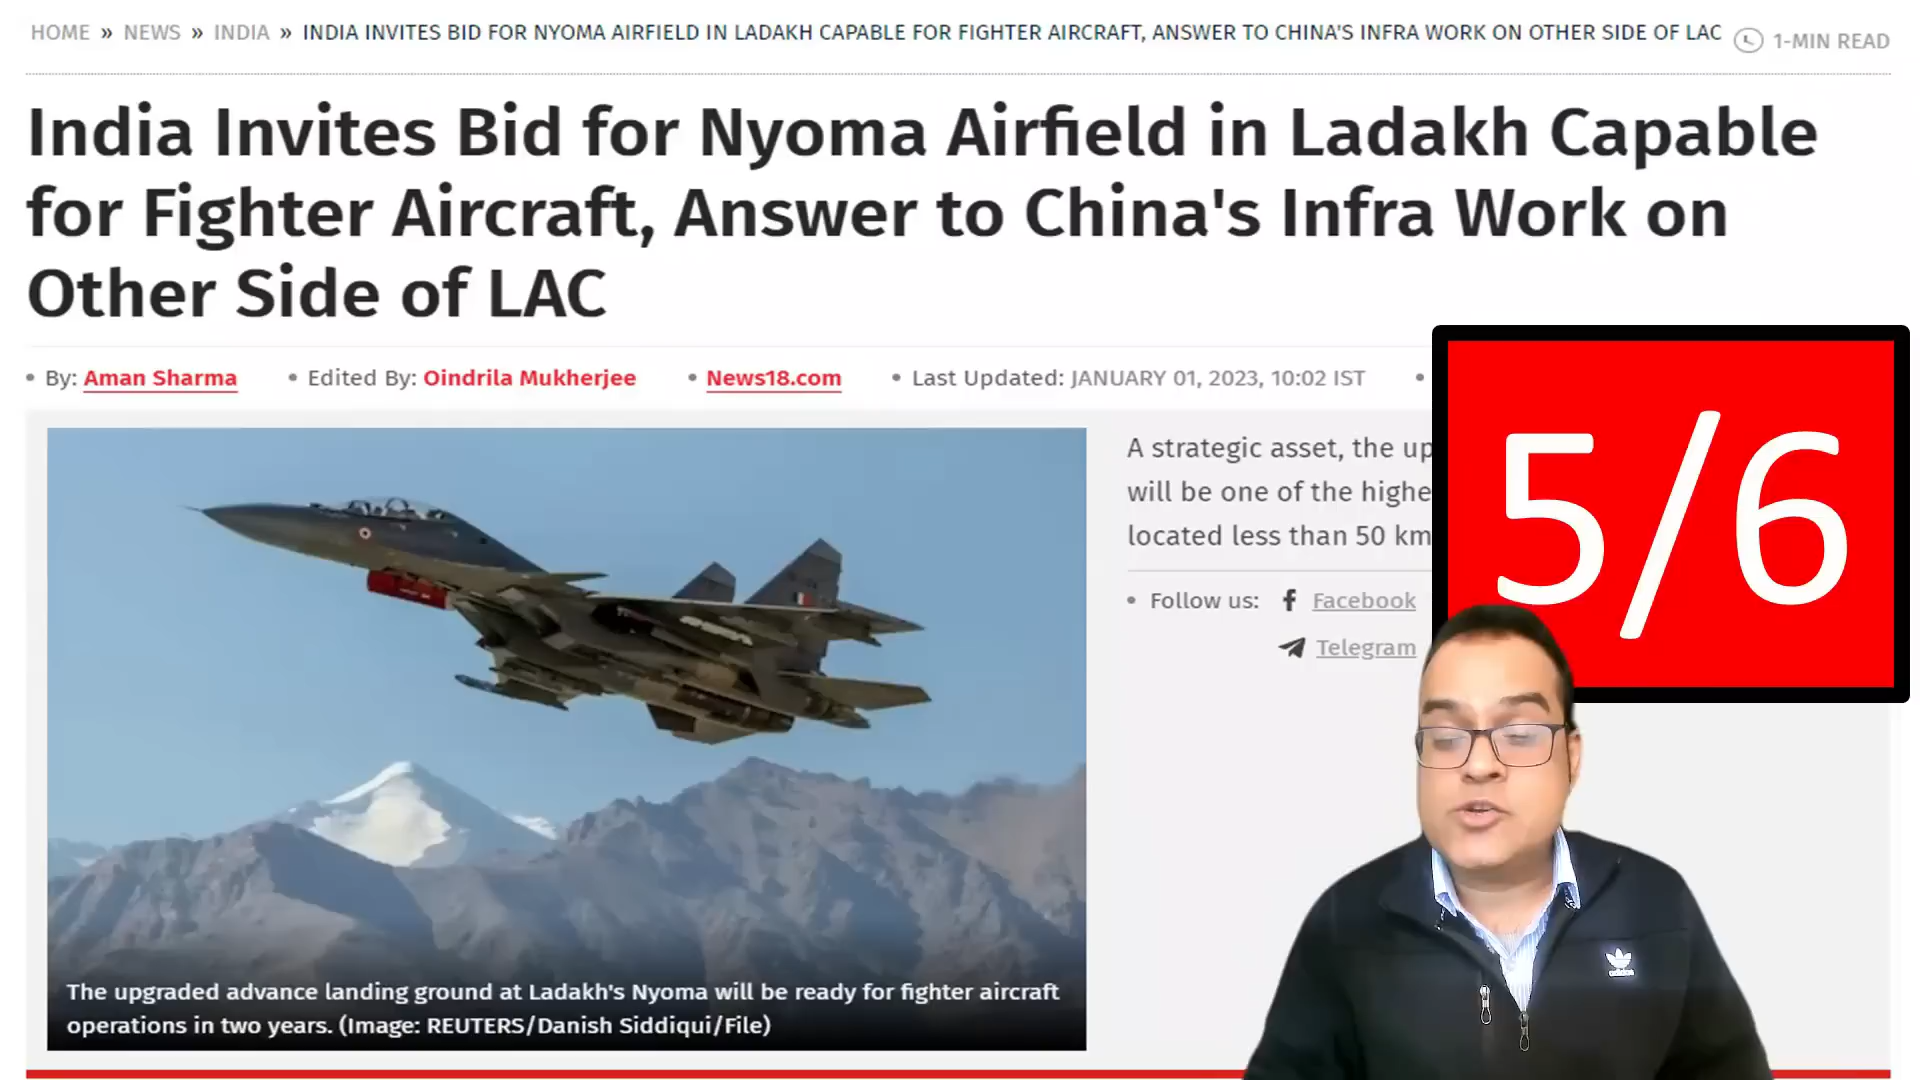 HOME » NEWS » INDIA » INDIA INVITES BID FOR NYOMA AIRFIELD IN LADAKH CAPABLE FOR FIGHTER AIRCRAFT, ANSWER TO CHINA'S INFRA WORK ON OTHER SIDE OF LAC
1-MIN READ
India Invites Bid for Nyoma Airfield in Ladakh Capable
for Fighter Aircraft, Answer to China's Infra Work on
Other Side of LAC
• By: Aman Sharma • Edited By: Oindrila Mukherjee • News18.com • Last Updated: JANUARY 01, 2023, 10:02 IST •
A strategic asset, the up
will be one of the highe
located less than 50 km
• Follow us: Facebook
Telegram
5/6
The upgraded advance landing ground at Ladakh's Nyoma will be ready for fighter aircraft
operations in two years. (Image: REUTERS/Danish Siddiqui/File)
adidas